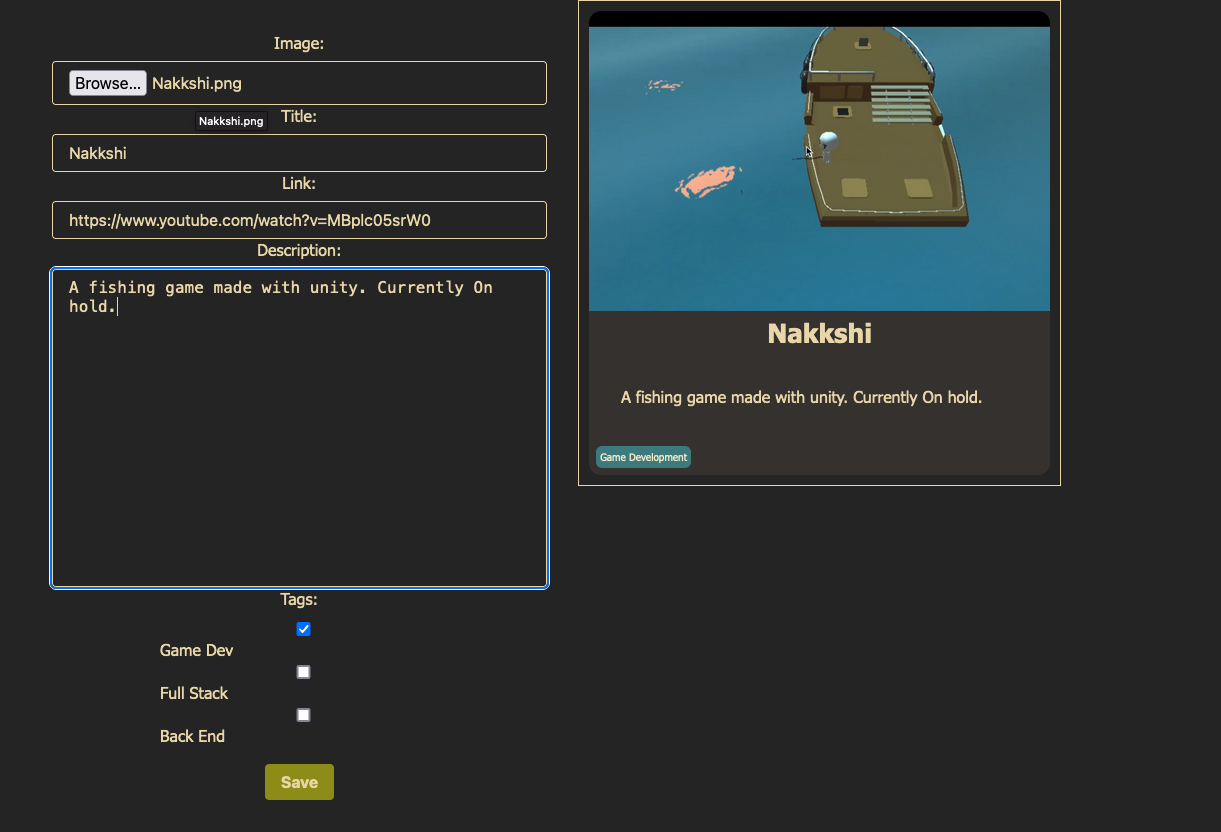 Image:
Browse... Nakkshi.png
Nakkshi.png
Title:
Nakkshi
Link:
https://www.youtube.com/watch?v=MBplc05srW0
Description:
A fishing game made with unity. Currently On
hold.
Tags:
Game Dev
Full Stack
Back End
Save
Nakkshi
A fishing game made with unity. Currently On hold.
Game Development